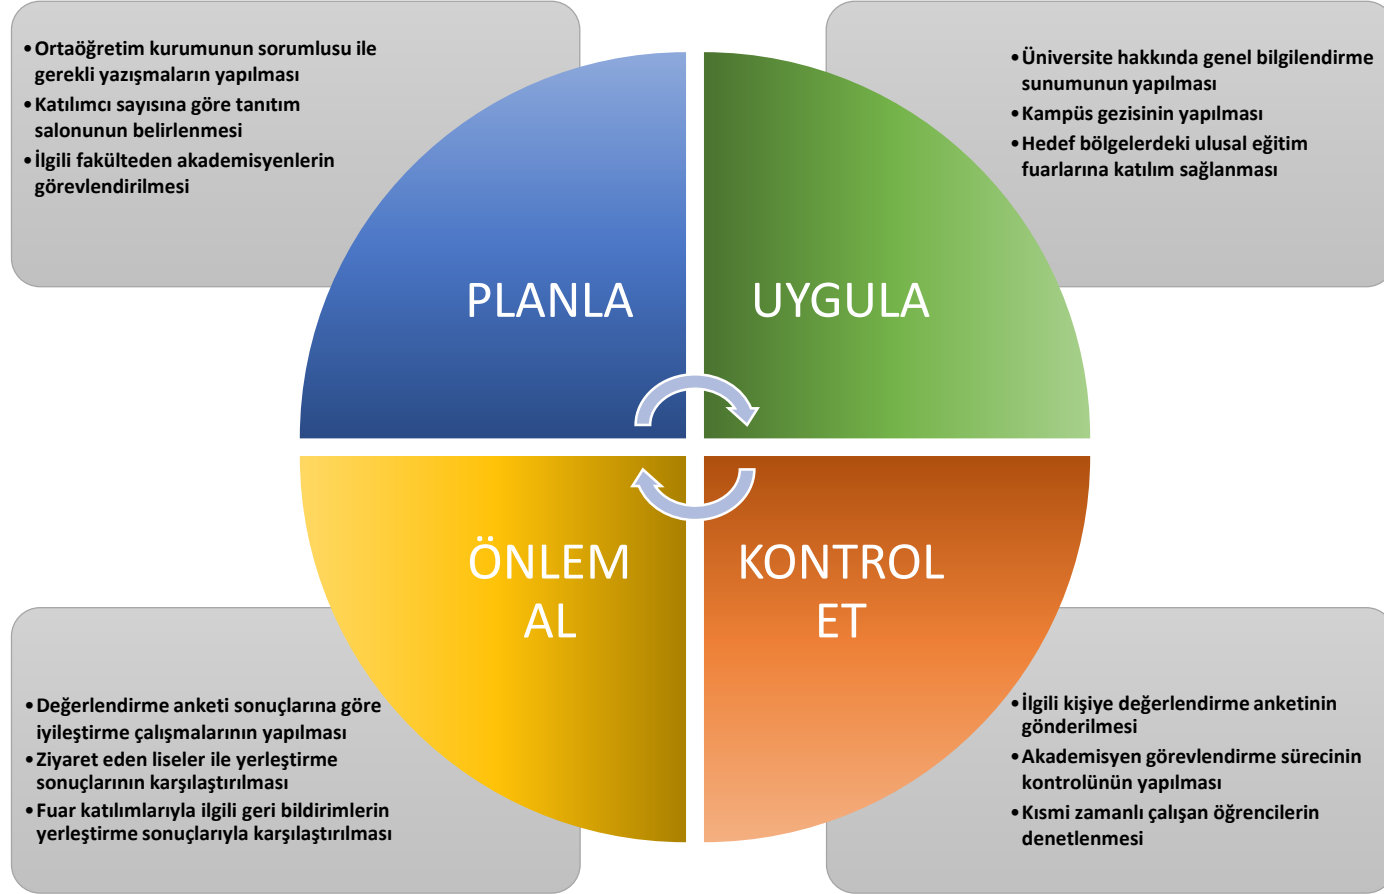 •Ortaöğretim kurumunun sorumlusu ile
gerekli yazışmaların yapılması
•Katılımcı sayısına göre tanıtım
salonunun belirlenmesi
•İlgili fakülteden akademisyenlerin
görevlendirilmesi
•Üniversite hakkında genel bilgilendirme
sunumunun yapılması
•Kampüs gezisinin yapılması
•Hedef bölgelerdeki ulusal eğitim
fuarlarına katılım sağlanması
PLANLA
UYGULA
ÖNLEM
AL
KONTROL
ET
•Değerlendirme anketi sonuçlarına göre
iyileştirme çalışmalarının yapılması
•Ziyaret eden liseler ile yerleştirme
sonuçlarının karşılaştırılması
•Fuar katılımlarıyla ilgili geri bildirimlerin
yerleştirme sonuçlarıyla karşılaştırılması
•İlgili kişiye değerlendirme anketinin
gönderilmesi
•Akademisyen görevlendirme sürecinin
kontrolünün yapılması
•Kısmi zamanlı çalışan öğrencilerin
denetlenmesi